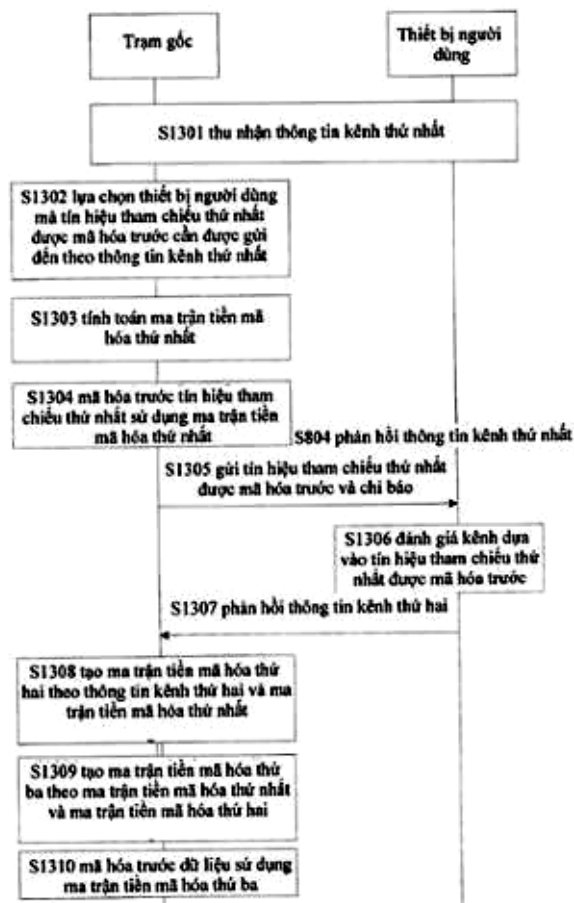 Trạm gốc
Thiết bị người
dùng
S1301 thu nhận thông tin kênh thứ nhất
S1302 lựa chọn thiết bị người dùng
mà tín hiệu tham chiếu thứ nhất
được mã hóa trước cần được gửi
đến theo thông tin kênh thứ nhất
S1303 tính toán ma trận tiền mã
hóa thứ nhất
S1304 mã hóa trước tín hiệu tham
chiếu thứ nhất sử dụng ma trận tiền
mã hóa thứ nhất
S804 phản hồi thông tin kênh thứ nhất
S1305 gửi tín hiệu tham chiếu thứ nhất
được mã hóa trước và chỉ báo
S1306 đánh giá kênh dựa
vào tín hiệu tham chiếu thứ
nhất được mã hóa trước
S1307 phản hồi thông tin kênh thứ hai
S1308 tạo ma trận tiền mã hóa thứ
hai theo thông tin kênh thứ hai và ma
trận tiền mã hóa thứ nhất
S1309 tạo ma trận tiền mã hóa thứ
ba theo ma trận tiền mã hóa thứ nhất
và ma trận tiền mã hóa thứ hai
S1310 mã hóa trước dữ liệu sử dụng
ma trận tiền mã hóa thứ ba